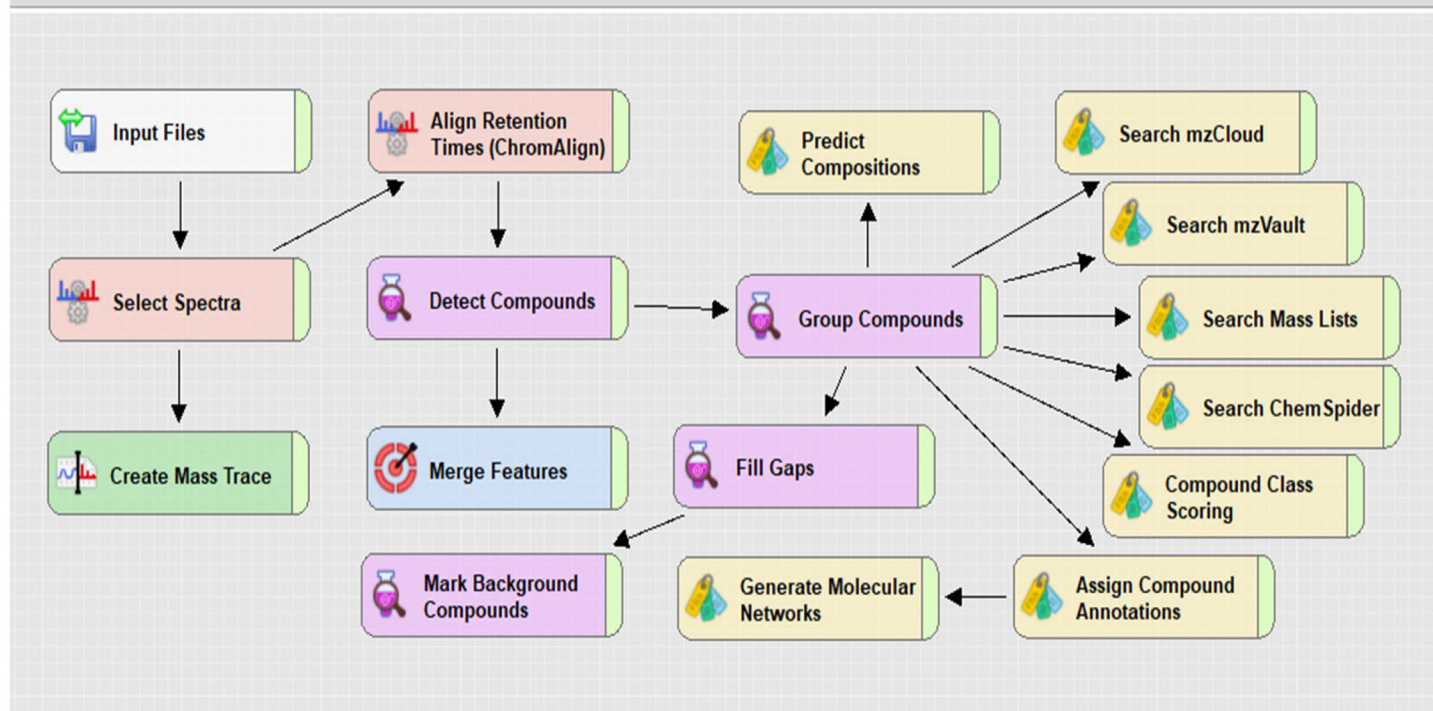 Input Files
Align Retention
Times (ChromAlign)
Predict
Compositions
Search mzCloud
Search mzVault
Select Spectra
Detect Compounds
Group Compounds
Search Mass Lists
Search ChemSpider
Create Mass Trace
Merge Features
Fill Gaps
Compound Class
Scoring
Mark Background
Compounds
Generate Molecular
Networks
Assign Compound
Annotations